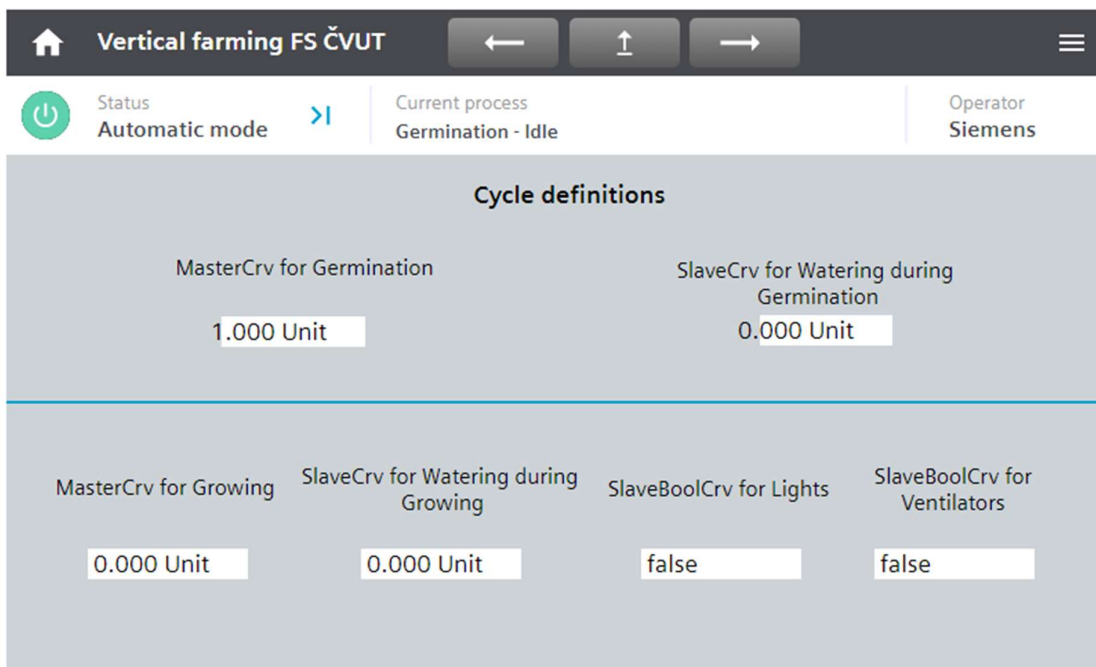 Vertical farming FS ČVUT
Status
Automatic mode
Current process
Germination - Idle
Operator
Siemens
Cycle definitions
MasterCrv for Germination
1.000 Unit
SlaveCrv for Watering during
Germination
0.000 Unit
MasterCrv for Growing
0.000 Unit
SlaveCrv for Watering during
Growing
0.000 Unit
SlaveBoolCrv for Lights
false
SlaveBoolCrv for
Ventilators
false